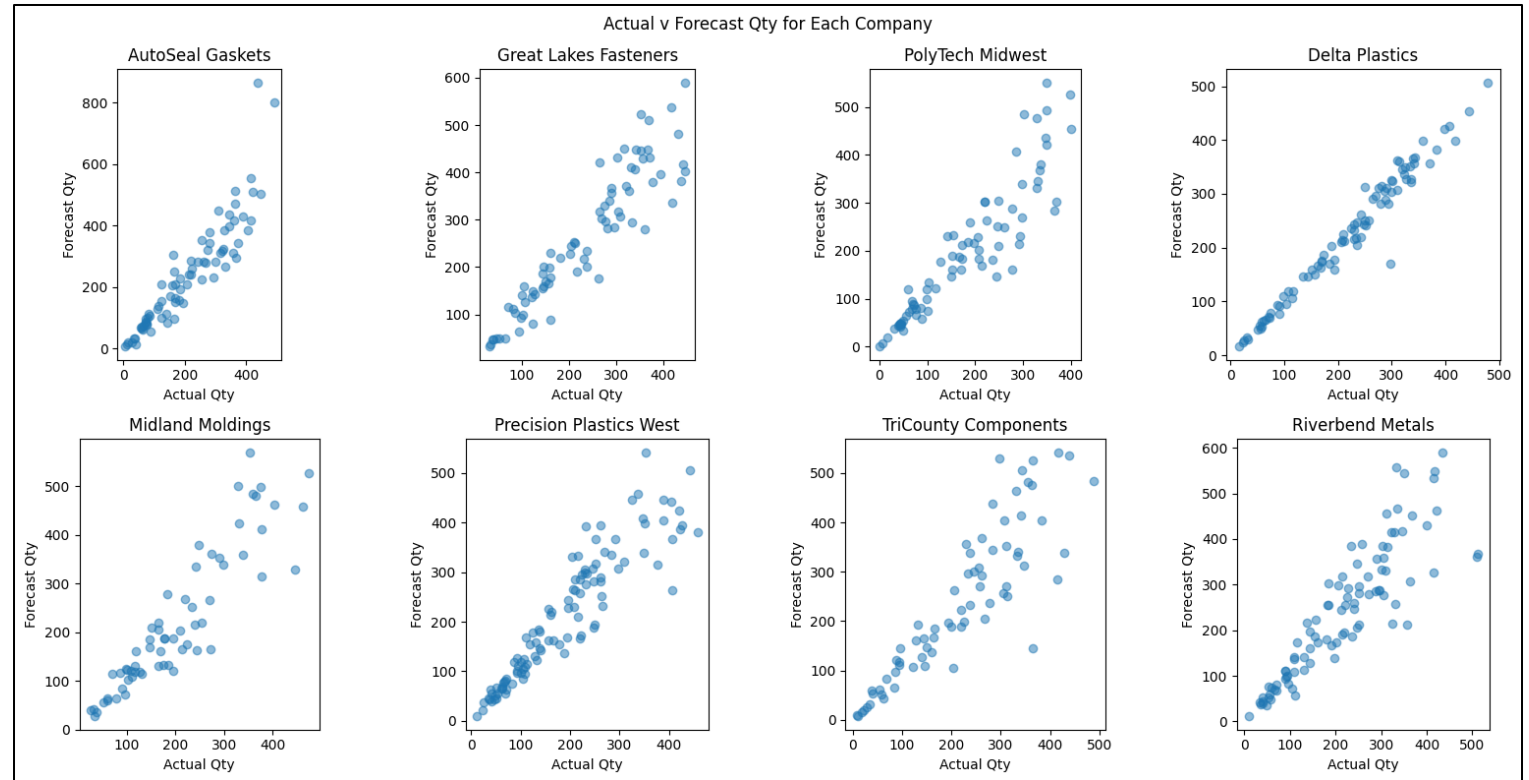 Actual v Forecast Qty for Each Company
AutoSeal Gaskets
800
600
400
200
0
Forecast Qty
0 200 400
Actual Qty
Great Lakes Fasteners
600
500
400
300
200
100
Forecast Qty
100 200 300 400
Actual Qty
PolyTech Midwest
500
400
300
200
100
0
Forecast Qty
0 100 200 300 400
Actual Qty
Delta Plastics
500
400
300
200
100
0
Forecast Qty
0 100 200 300 400 500
Actual Qty
Midland Moldings
500
400
300
200
100
0
Forecast Qty
100 200 300 400
Actual Qty
Precision Plastics West
500
400
300
200
100
0
Forecast Qty
0 100 200 300 400
Actual Qty
TriCounty Components
500
400
300
200
100
0
Forecast Qty
0 100 200 300 400 500
Actual Qty
Riverbend Metals
600
500
400
300
200
100
0
Forecast Qty
0 100 200 300 400 500
Actual Qty